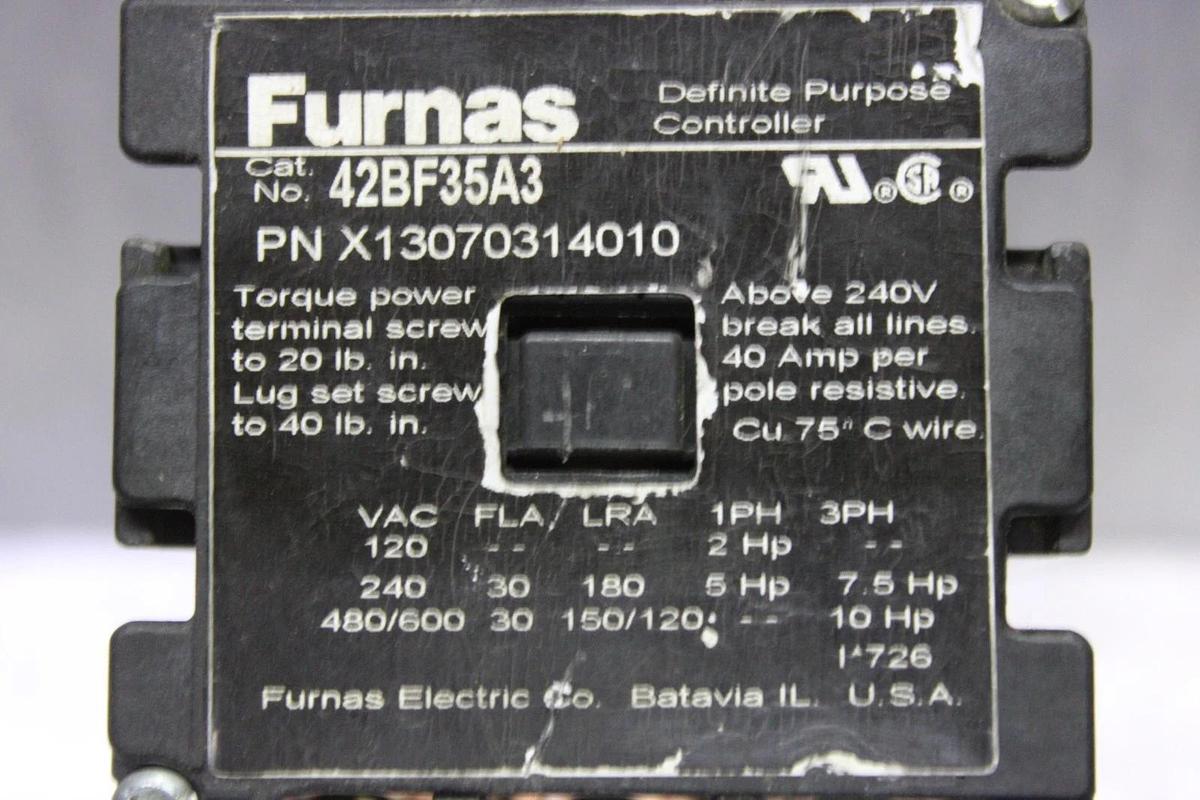 Furnas
Definite Purpose
Controller
Cat.
No. 42BF35A3
PN X13070314010
Torque power
terminal screw
to 20 lb. in.
Lug set screw
to 40 lb. in.
Above 240V
break all lines.
40 Amp per
pole resistive.
Cu 75° C wire.
VAC FLA LRA 1PH 3PH
120 -- -- 2 Hp --
240 30 180 5 Hp 7.5 Hp
480/600 30 150/120 -- 10 Hp
Furnas Electric Co. Batavia IL. U.S.A.